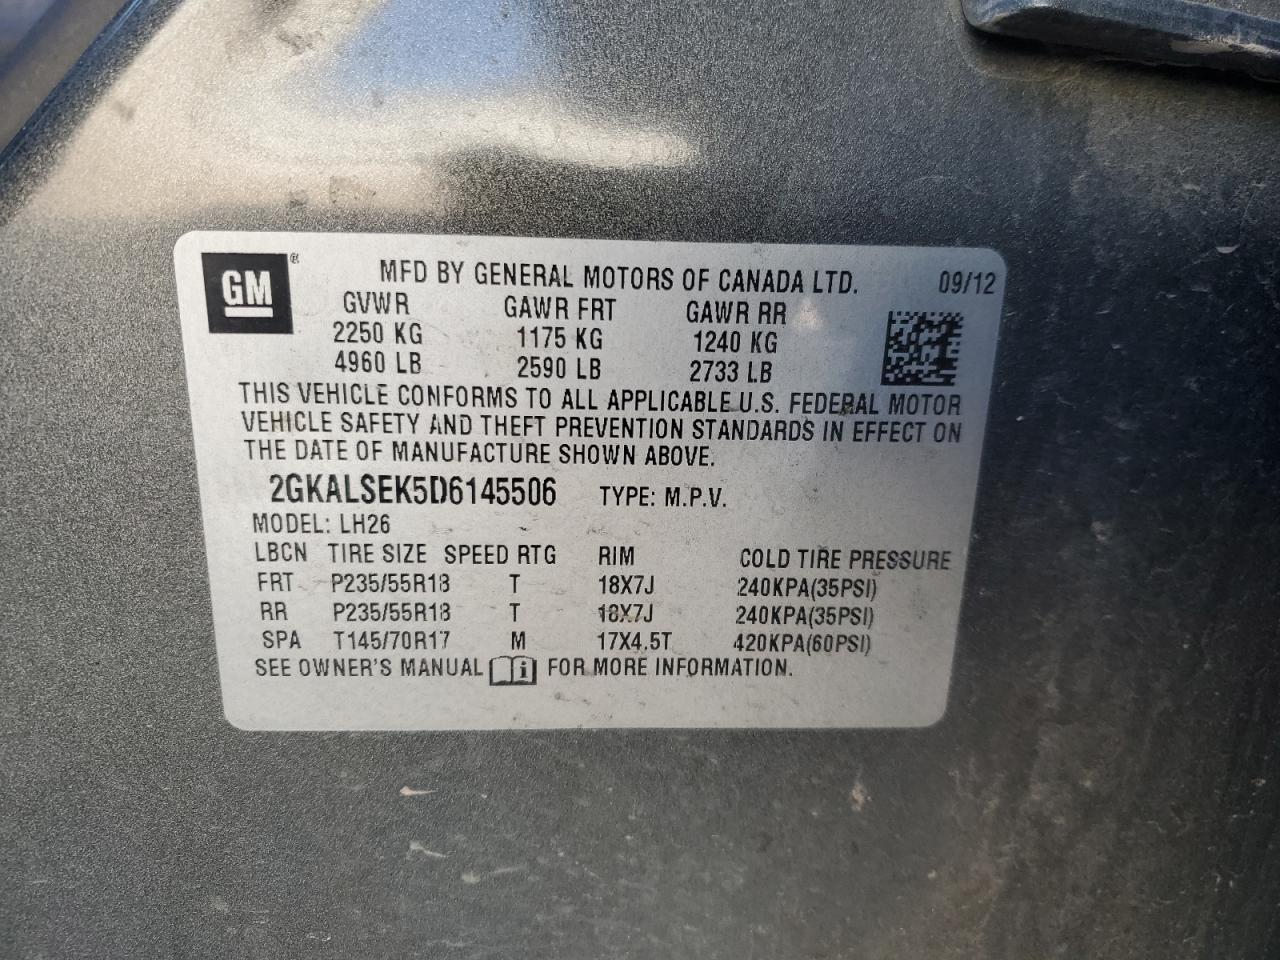 GM ®
MFD BY GENERAL MOTORS OF CANADA LTD. 09/12
GVWR GAWR FRT GAWR RR
2250 KG 1175 KG 1240 KG
4960 LB 2590 LB 2733 LB
THIS VEHICLE CONFORMS TO ALL APPLICABLE U.S. FEDERAL MOTOR
VEHICLE SAFETY AND THEFT PREVENTION STANDARDS IN EFFECT ON
THE DATE OF MANUFACTURE SHOWN ABOVE.
2GKALSEK5D6145506 TYPE: M.P.V.
MODEL: LH26
LBCN TIRE SIZE SPEED RTG RIM COLD TIRE PRESSURE
FRT P235/55R18 T 18X7J 240KPA(35PSI)
RR P235/55R18 T 18X7J 240KPA(35PSI)
SPA T145/70R17 M 17X4.5T 420KPA(60PSI)
SEE OWNER'S MANUAL i FOR MORE INFORMATION.